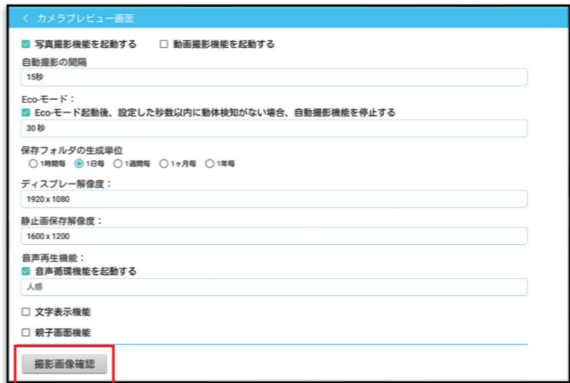 < カメラプレビュー画面
写真撮影機能を起動する 動画撮影機能を起動する
自動撮影の間隔
15秒
Eco-モード：
Eco-モード起動後、設定した秒数以内に動体検知がない場合、自動撮影機能を停止する
30 秒
保存フォルダの生成単位
1時間毎 1日毎 1週間毎 1ヶ月毎 1年毎
ディスプレー解像度：
1920 x 1080
静止画保存解像度：
1600 x 1200
音声再生機能：
音声循環機能を起動する
人感
文字表示機能
親子画面機能
撮影画像確認